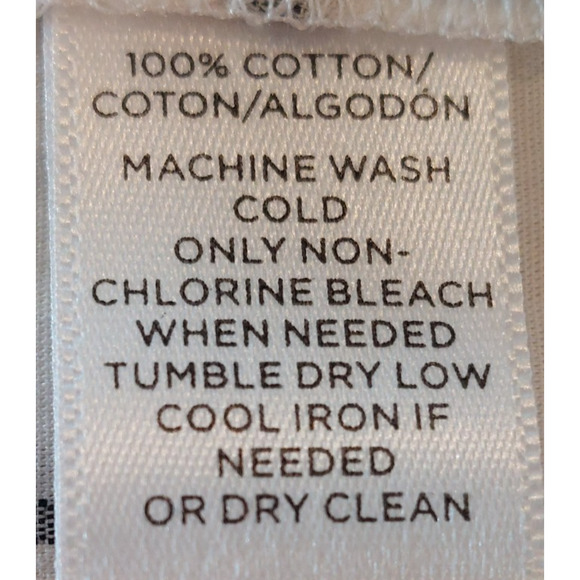 100% COTTON/
COTON/ALGODÓN
MACHINE WASH
COLD
ONLY NON-
CHLORINE BLEACH
WHEN NEEDED
TUMBLE DRY LOW
COOL IRON IF
NEEDED
OR DRY CLEAN